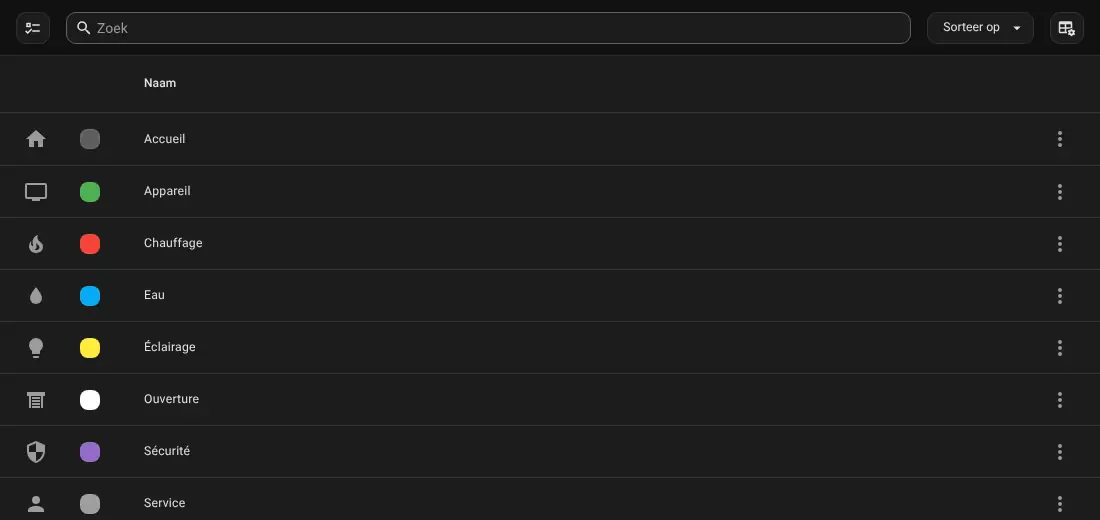 Zoek
Sorteer op
Naam
Accueil
Appareil
Chauffage
Eau
Éclairage
Ouverture
Sécurité
Service